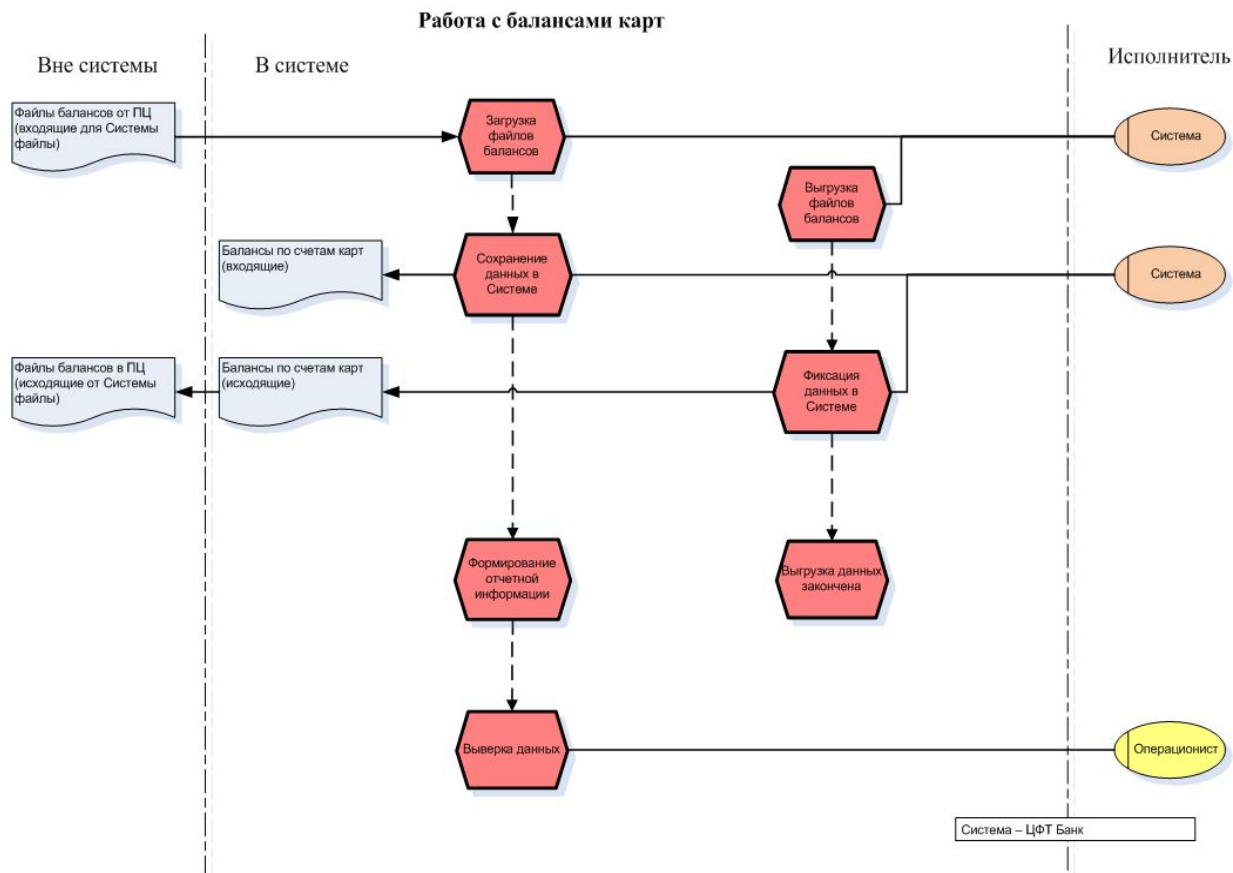 Работа с балансами карт
Вне системы
В системе
Исполнитель
Файлы балансов от ПЦ
(входящие для Системы
файлы)
Загрузка
файлов
балансов
Система
Выгрузка
файлов
балансов
Балансы по счетам карт
(входящие)
Сохранение
данных в
Системе
Система
Файлы балансов в ПЦ
(исходящие от Системы
файлы)
Балансы по счетам карт
(исходящие)
Фиксация
данных в
Системе
Формирование
отчетной
информации
Выгрузка данных
закончена
Выверка данных
Операционист
Система – ЦФТ Банк